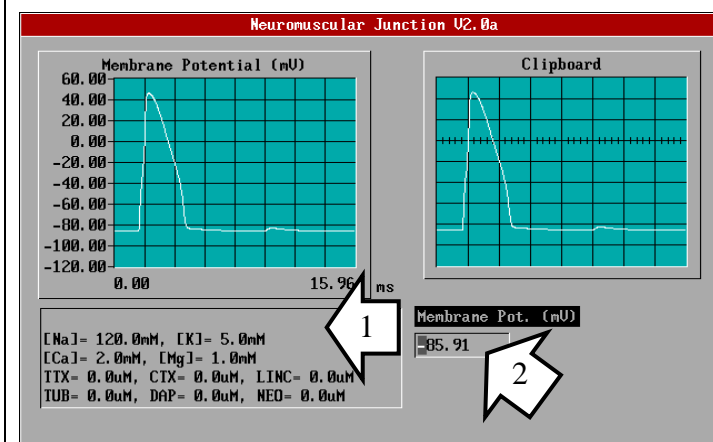 Neuromuscular Junction V2.0a
Membrane Potential (mV)
60.00
40.00
20.00
0.00
-20.00
-40.00
-60.00
-80.00
-100.00
-120.00
0.00 15.96 ms
Clipboard
[Na]= 120.0mM, [K]= 5.0mM
[Ca]= 2.0mM, [Mg]= 1.0mM
TTX= 0.0uM, CTX= 0.0uM, LINC= 0.0uM
TUB= 0.0uM, DAP= 0.0uM, NEO= 0.0uM
1
Membrane Pot. (mV)
-85.91
2